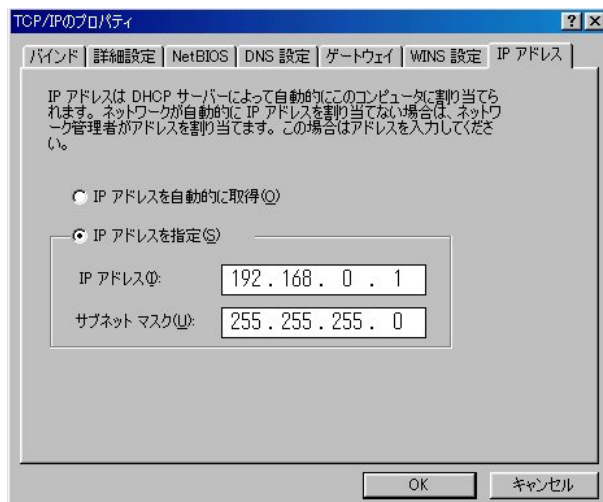 TCP/IPのプロパティ
バインド 詳細設定 NetBIOS DNS 設定 ゲートウェイ WINS 設定 IP アドレス
IP アドレスは DHCP サーバーによって自動的にこのコンピュータに割り当てら
れます。ネットワークが自動的に IP アドレスを割り当てない場合は、ネットワ
ーク管理者がアドレスを割り当てます。この場合はアドレスを入力してくださ
い。
IP アドレスを自動的に取得(O)
IP アドレスを指定(S)
IP アドレス(I): 192.168.0.1
サブネット マスク(U): 255.255.255.0
OK キャンセル